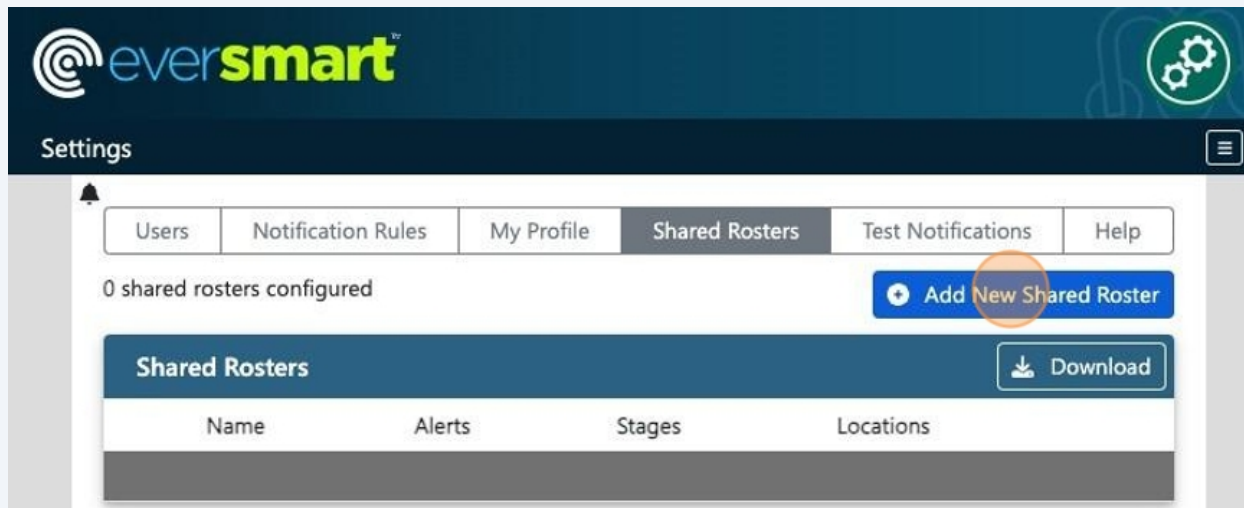 eversmart
Settings
Users Notification Rules My Profile Shared Rosters Test Notifications Help
0 shared rosters configured
Add New Shared Roster
Shared Rosters Download
Name Alerts Stages Locations